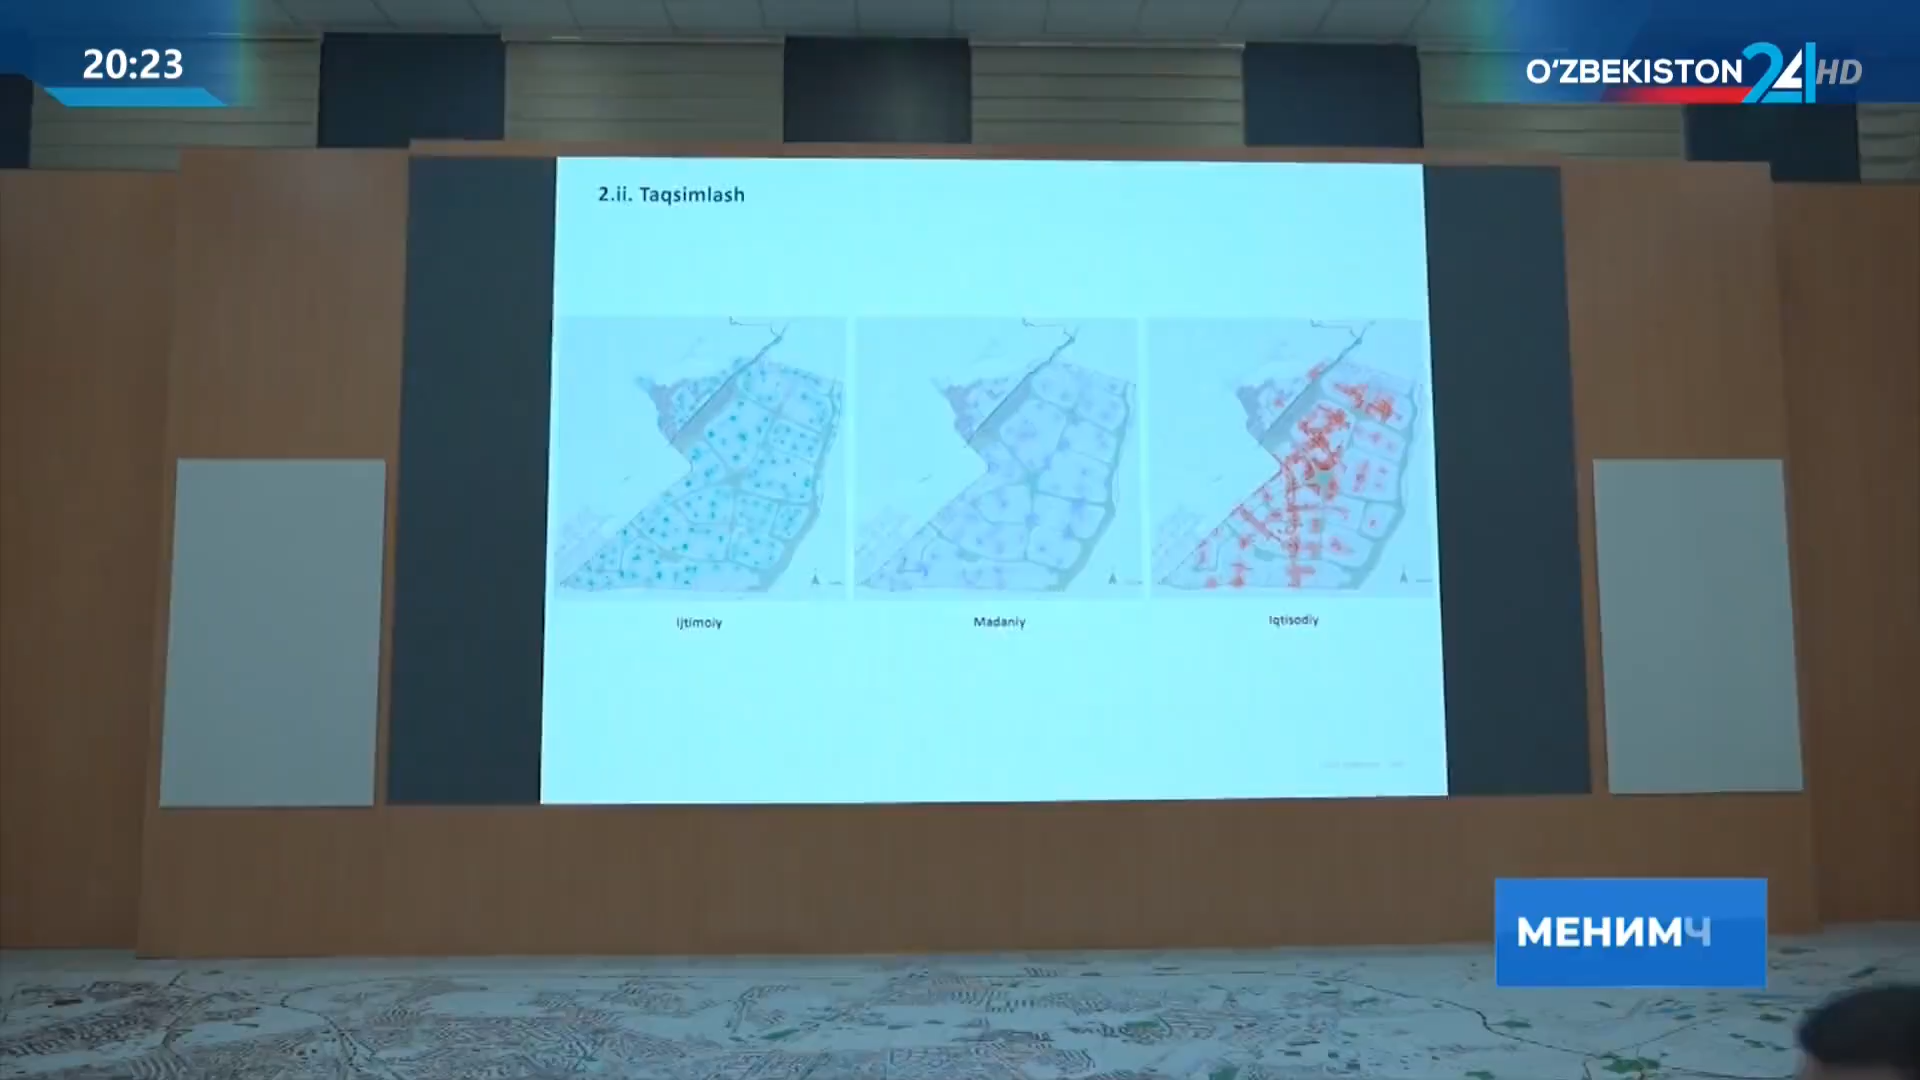 20:23
O‘ZBEKISTON 24 HD
2.ii. Taqsimlash
Ijtimoiy
Madaniy
Iqtisodiy
МЕНИМЧ